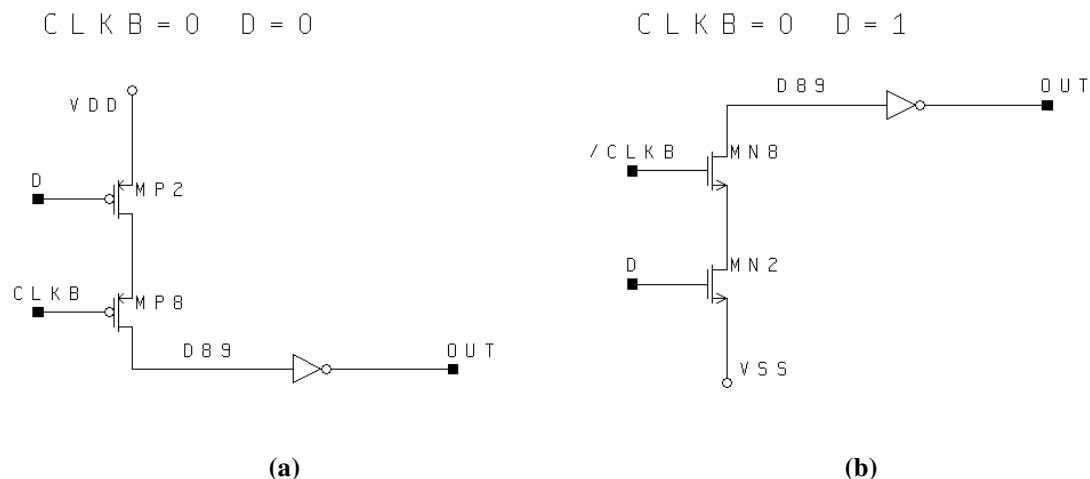 CLKB=0 D=0
VDD
D
MP2
CLKB
MP8
D89
OUT
(a)
CLKB=0 D=1
D89
OUT
/CLKB
MN8
D
MN2
VSS
(b)